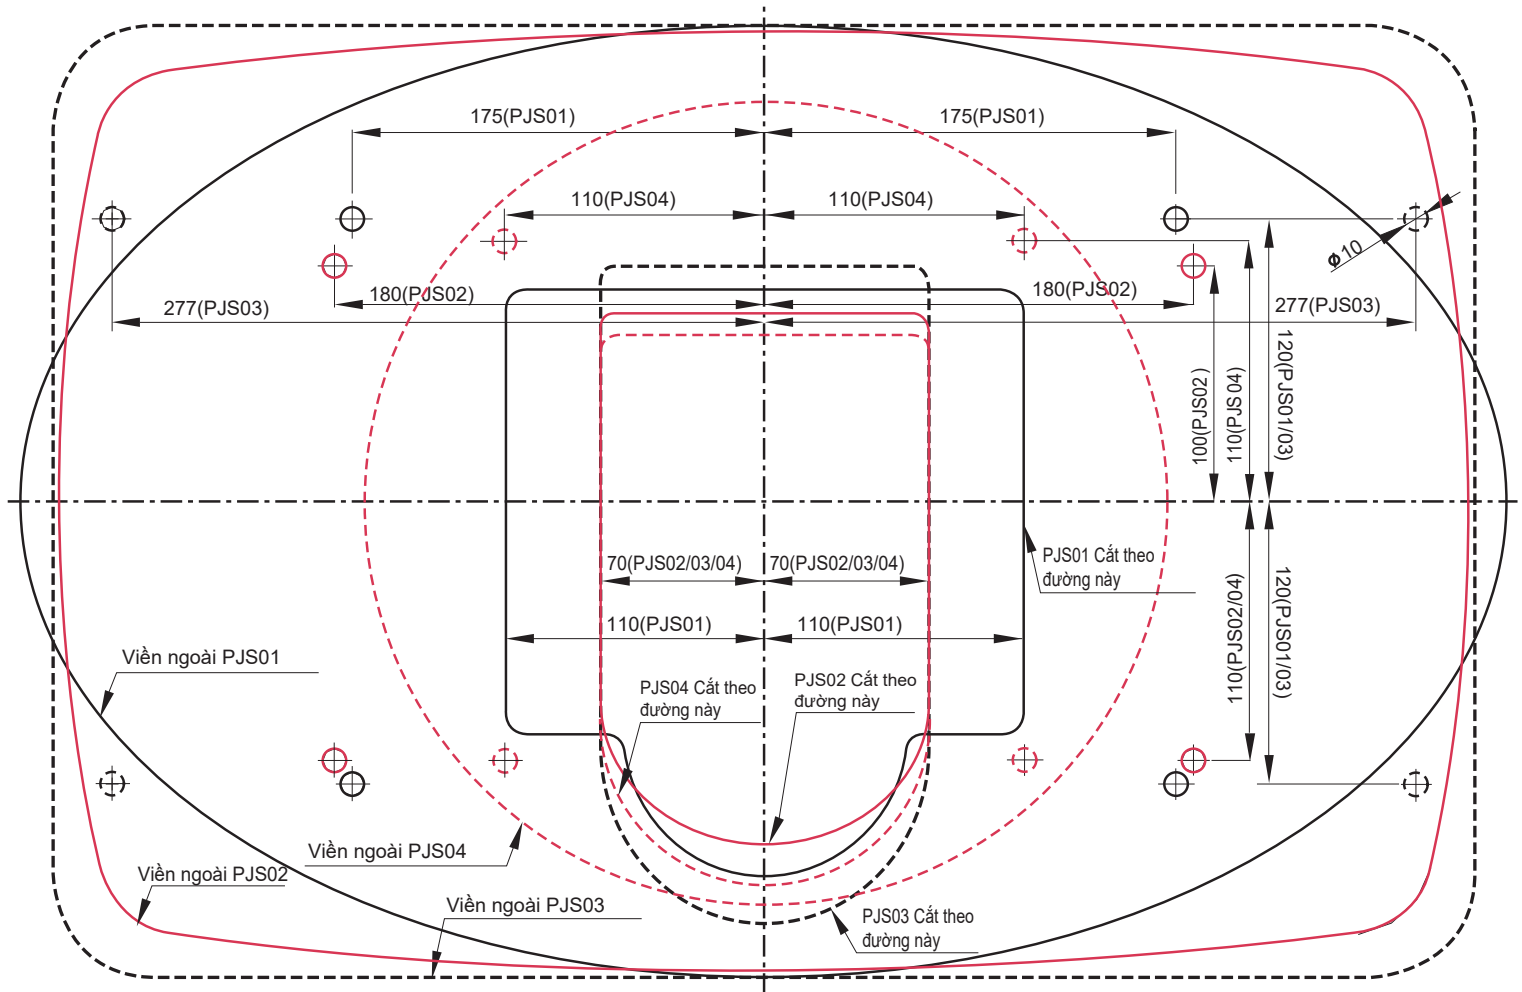 175(PJS01)
175(PJS01)
110(PJS04)
110(PJS04)
ϕ10
180(PJS02)
180(PJS02)
277(PJS03)
277(PJS03)
100(PJS02)
110(PJS04)
120(PJS01/03)
PJS01 Cắt theo
đường này
70(PJS02/03/04)
70(PJS02/03/04)
110(PJS02/04)
120(PJS01/03)
110(PJS01)
110(PJS01)
Viền ngoài PJS01
PJS04 Cắt theo
đường này
PJS02 Cắt theo
đường này
Viền ngoài PJS04
Viền ngoài PJS02
Viền ngoài PJS03
PJS03 Cắt theo
đường này